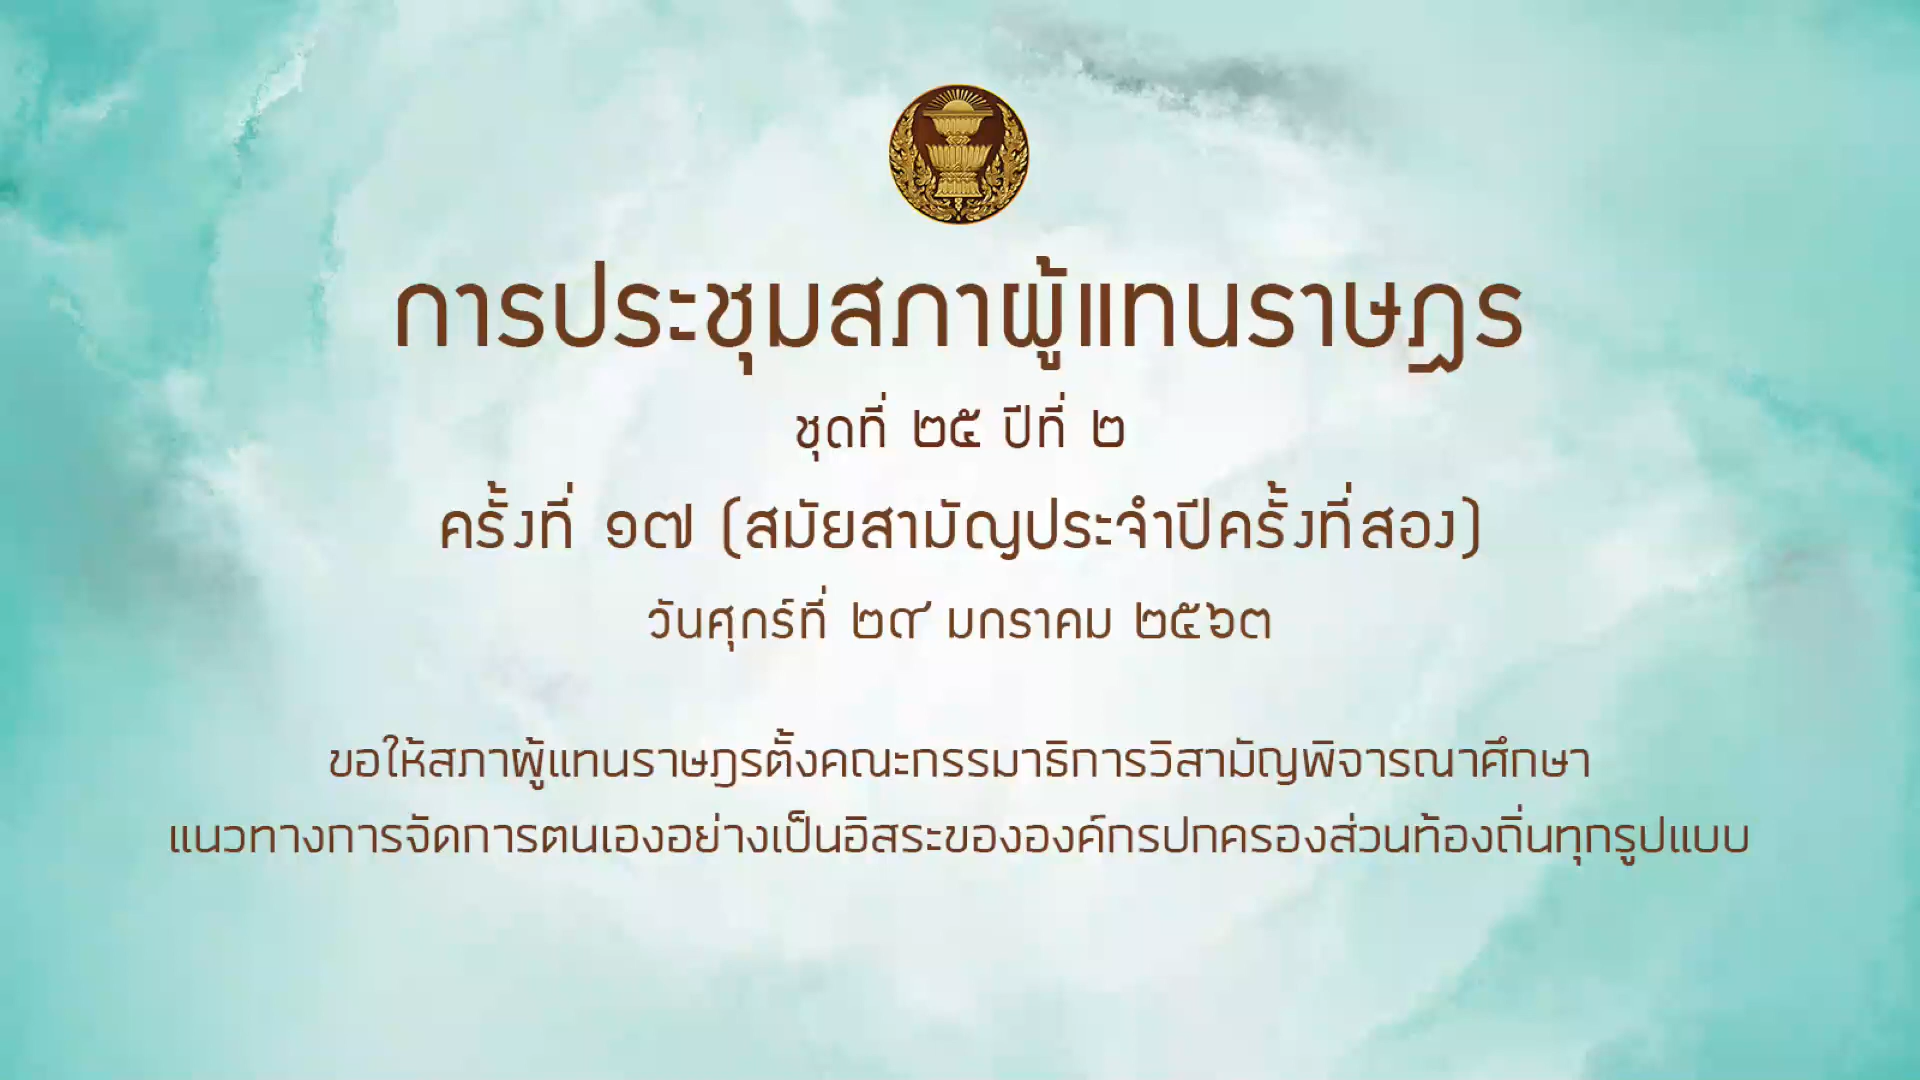 การประชุมสภาผู้แทนราษฎร
ชุดที่ ๒๕ ปีที่ ๒
ครั้งที่ ๑๗ (สมัยสามัญประจำปีครั้งที่สอง)
วันศุกร์ที่ ๒๙ มกราคม ๒๕๖๓
ขอให้สภาผู้แทนราษฎรตั้งคณะกรรมาธิการวิสามัญพิจารณาศึกษา
แนวทางการจัดการตนเองอย่างเป็นอิสระขององค์กรปกครองส่วนท้องถิ่นทุกรูปแบบ